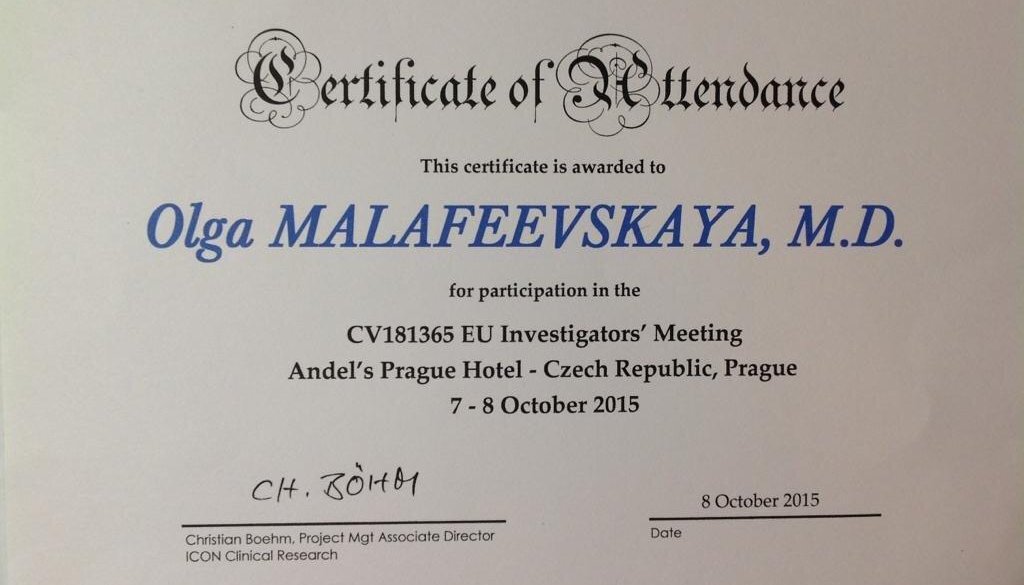 Certificate of Attendance
This certificate is awarded to
Olga MALAFEEVSKAYA, M.D.
for participation in the
CV181365 EU Investigators' Meeting
Andel's Prague Hotel - Czech Republic, Prague
7 - 8 October 2015
CH. BÖHM
8 October 2015
Christian Boehm, Project Mgt Associate Director
ICON Clinical Research
Date